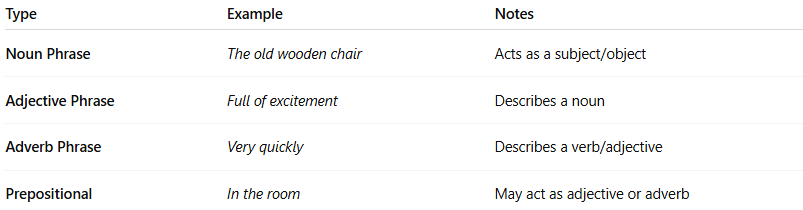 Type Example Notes
Noun Phrase The old wooden chair Acts as a subject/object
Adjective Phrase Full of excitement Describes a noun
Adverb Phrase Very quickly Describes a verb/adjective
Prepositional In the room May act as adjective or adverb